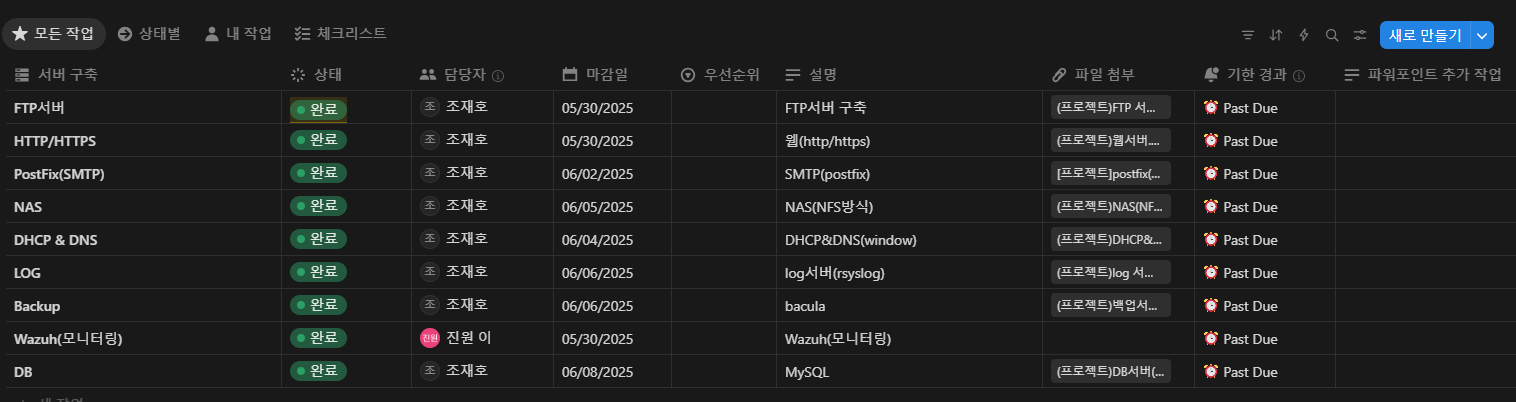 모든 작업 상태별 내 작업 체크리스트 새로 만들기
서버 구축 상태 담당자 마감일 우선순위 설명 파일 첨부 기한 경과 파워포인트 추가 작업
FTP서버 완료 조 조재호 05/30/2025 FTP서버 구축 (프로젝트)FTP 서... Past Due
HTTP/HTTPS 완료 조 조재호 05/30/2025 웹(http/https) (프로젝트)웹서버.... Past Due
PostFix(SMTP) 완료 조 조재호 06/02/2025 SMTP(postfix) [프로젝트]postfix(... Past Due
NAS 완료 조 조재호 06/05/2025 NAS(NFS방식) (프로젝트)NAS(NF... Past Due
DHCP & DNS 완료 조 조재호 06/04/2025 DHCP&DNS(window) (프로젝트)DHCP&... Past Due
LOG 완료 조 조재호 06/06/2025 log서버(rsyslog) (프로젝트)log 서... Past Due
Backup 완료 조 조재호 06/06/2025 bacula (프로젝트)백업서... Past Due
Wazuh(모니터링) 완료 진원 진원 이 05/30/2025 Wazuh(모니터링) Past Due
DB 완료 조 조재호 06/08/2025 MySQL (프로젝트)DB서버(... Past Due